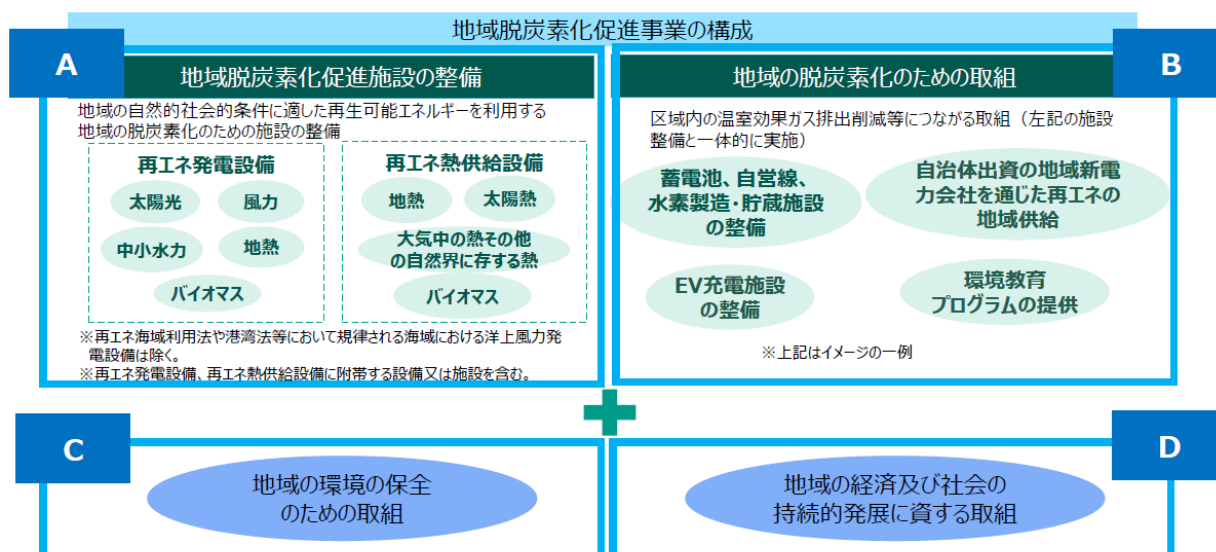 地域脱炭素化促進事業の構成
A
地域脱炭素化促進施設の整備
地域の自然的社会的条件に適した再生可能エネルギーを利用する
地域の脱炭素化のための施設の整備
再エネ発電設備
太陽光
風力
中小水力
地熱
バイオマス
再エネ熱供給設備
地熱
太陽熱
大気中の熱その他
の自然界に存する熱
バイオマス
※再エネ海域利用法や港湾法等において規律される海域における洋上風力発
電設備は除く。
※再エネ発電設備、再エネ熱供給設備に附帯する設備又は施設を含む。
B
地域の脱炭素化のための取組
区域内の温室効果ガス排出削減等につながる取組（左記の施設
整備と一体的に実施）
蓄電池、自営線、
水素製造・貯蔵施設
の整備
自治体出資の地域新電
力会社を通じた再エネの
地域供給
EV充電施設
の整備
環境教育
プログラムの提供
※上記はイメージの一例
C
地域の環境の保全
のための取組
D
地域の経済及び社会の
持続的発展に資する取組